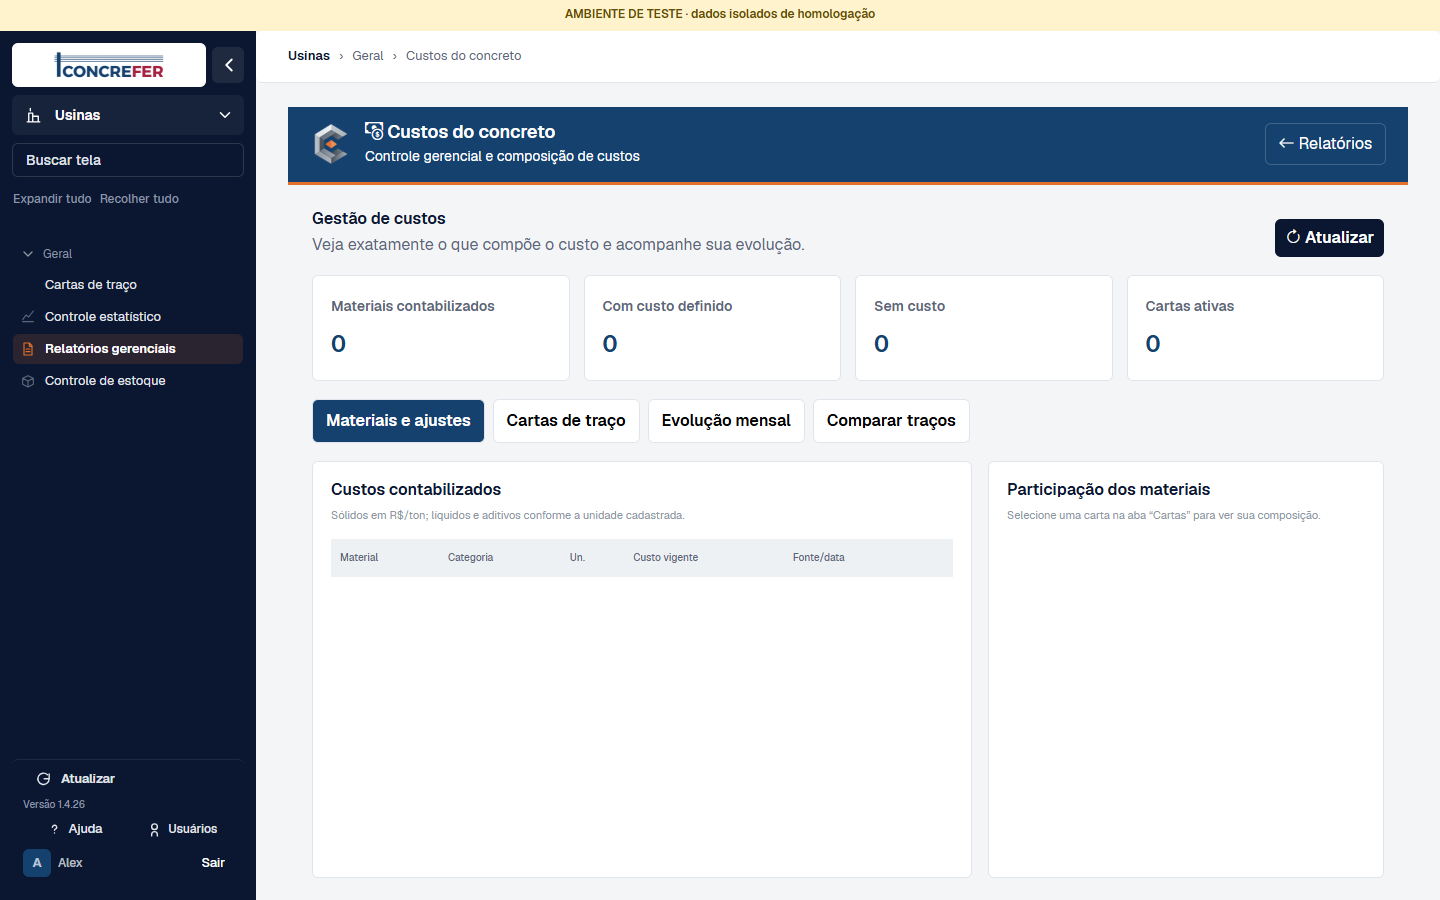 AMBIENTE DE TESTE · dados isolados de homologação
CONCREFER
Usinas
Buscar tela
Expandir tudo Recolher tudo
Geral
Cartas de traço
Controle estatístico
Relatórios gerenciais
Controle de estoque
Atualizar
Versão 1.4.26
? Ajuda Usuários
A Alex Sair
Usinas › Geral › Custos do concreto
Custos do concreto
Controle gerencial e composição de custos
← Relatórios
Gestão de custos
Veja exatamente o que compõe o custo e acompanhe sua evolução.
Atualizar
Materiais contabilizados
0
Com custo definido
0
Sem custo
0
Cartas ativas
0
Materiais e ajustes Cartas de traço Evolução mensal Comparar traços
Custos contabilizados
Sólidos em R$/ton; líquidos e aditivos conforme a unidade cadastrada.
Material Categoria Un. Custo vigente Fonte/data
Participação dos materiais
Selecione uma carta na aba “Cartas” para ver sua composição.